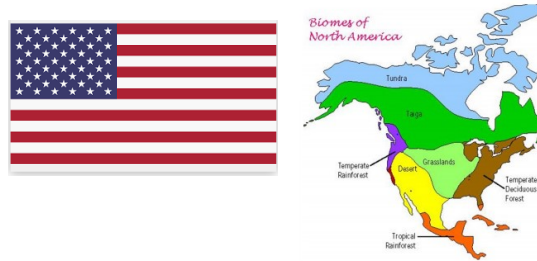 Biomes of
North America
Tundra
Taiga
Temperate
Rainforest
Grasslands
Desert
Temperate
Deciduous
Forest
Tropical
Rainforest